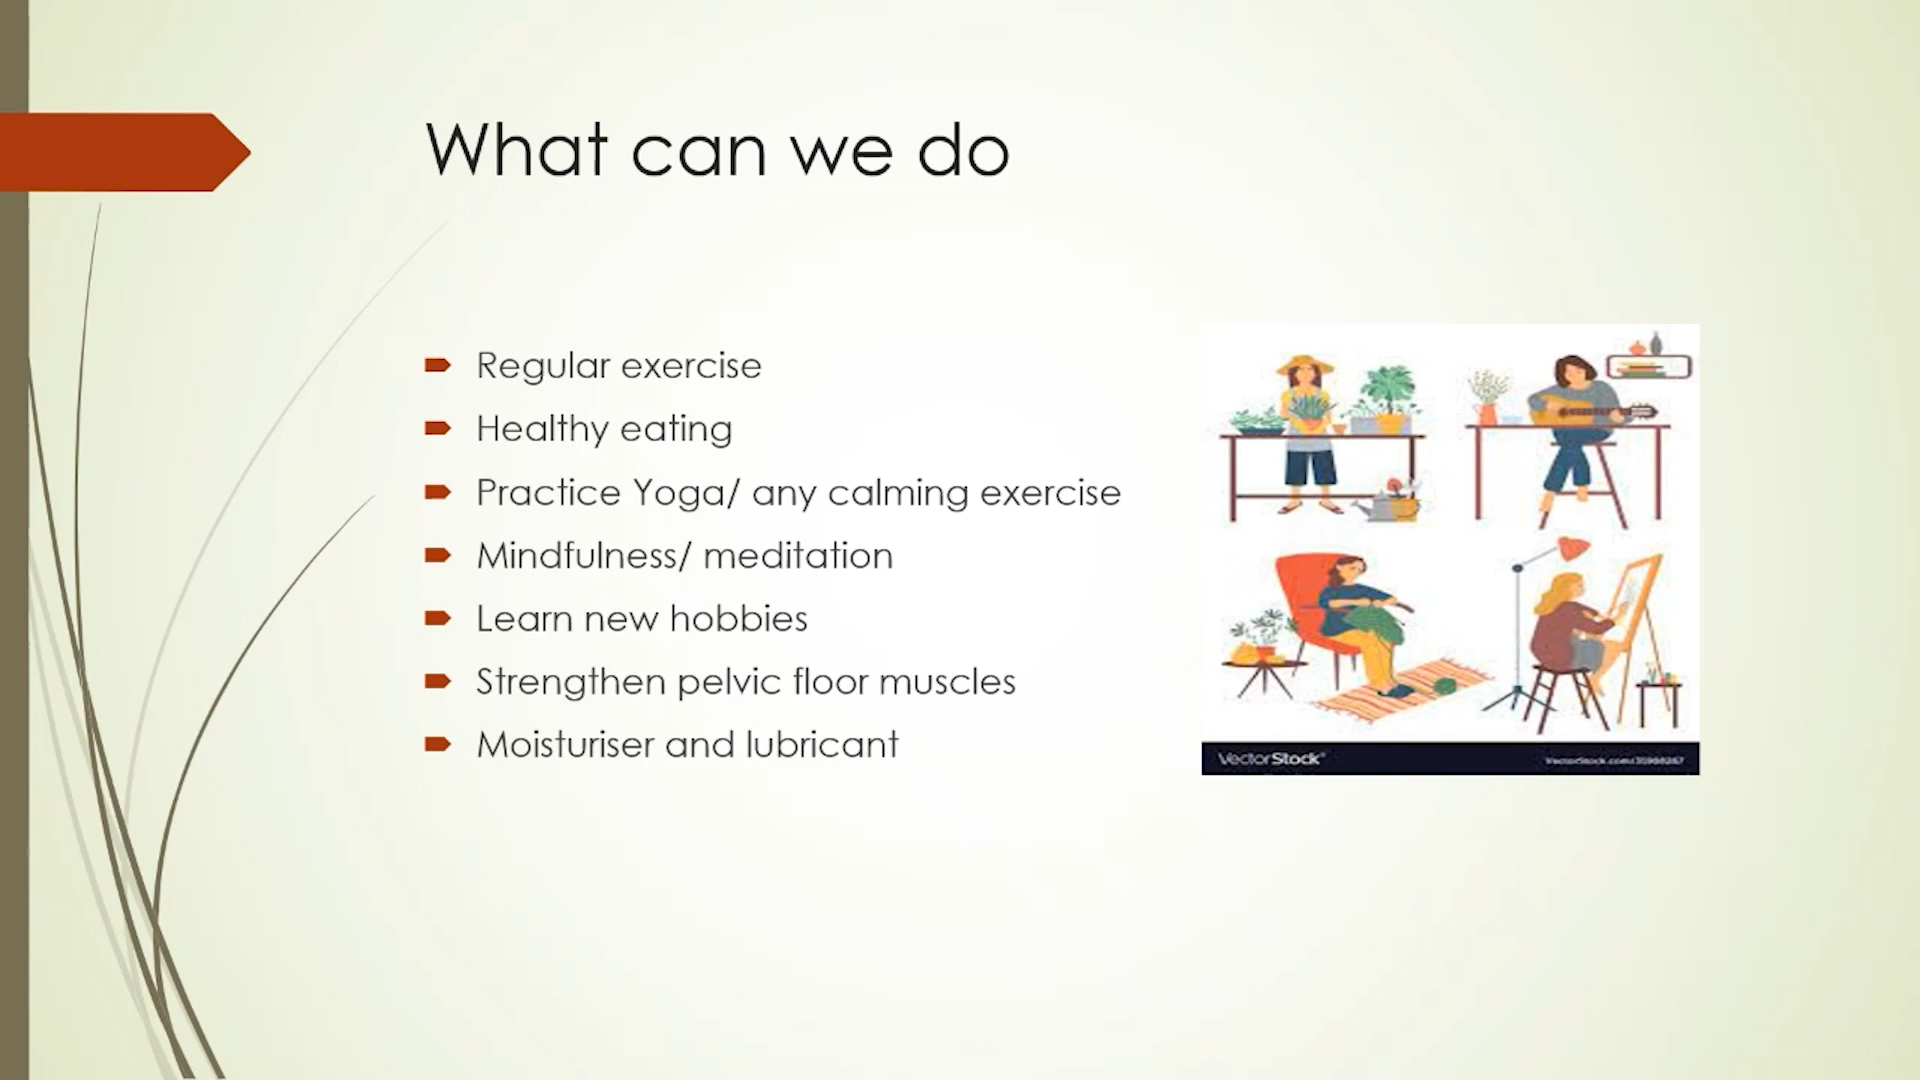 What can we do
Regular exercise
Healthy eating
Practice Yoga/ any calming exercise
Mindfulness/ meditation
Learn new hobbies
Strengthen pelvic floor muscles
Moisturiser and lubricant
VectorStock®